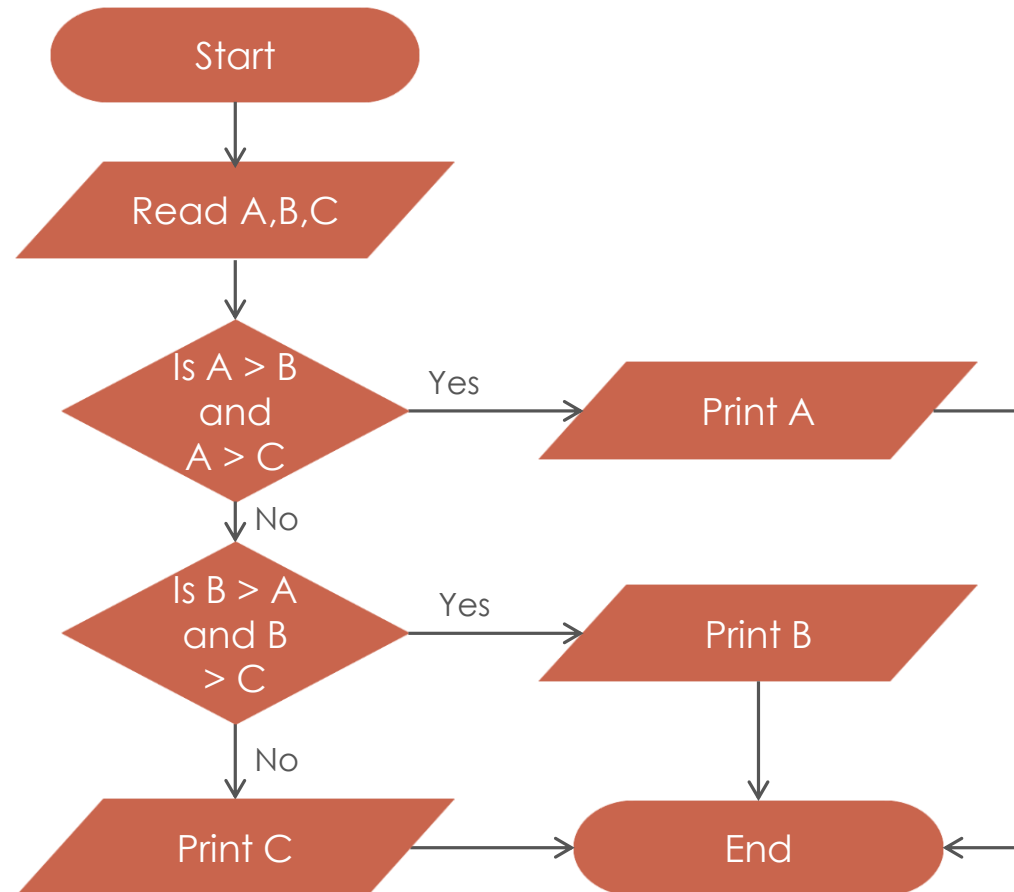 Start
Read A,B,C
Is A > B
and
A > C
Yes
Print A
No
Is B > A
and B
> C
Yes
Print B
No
Print C
End